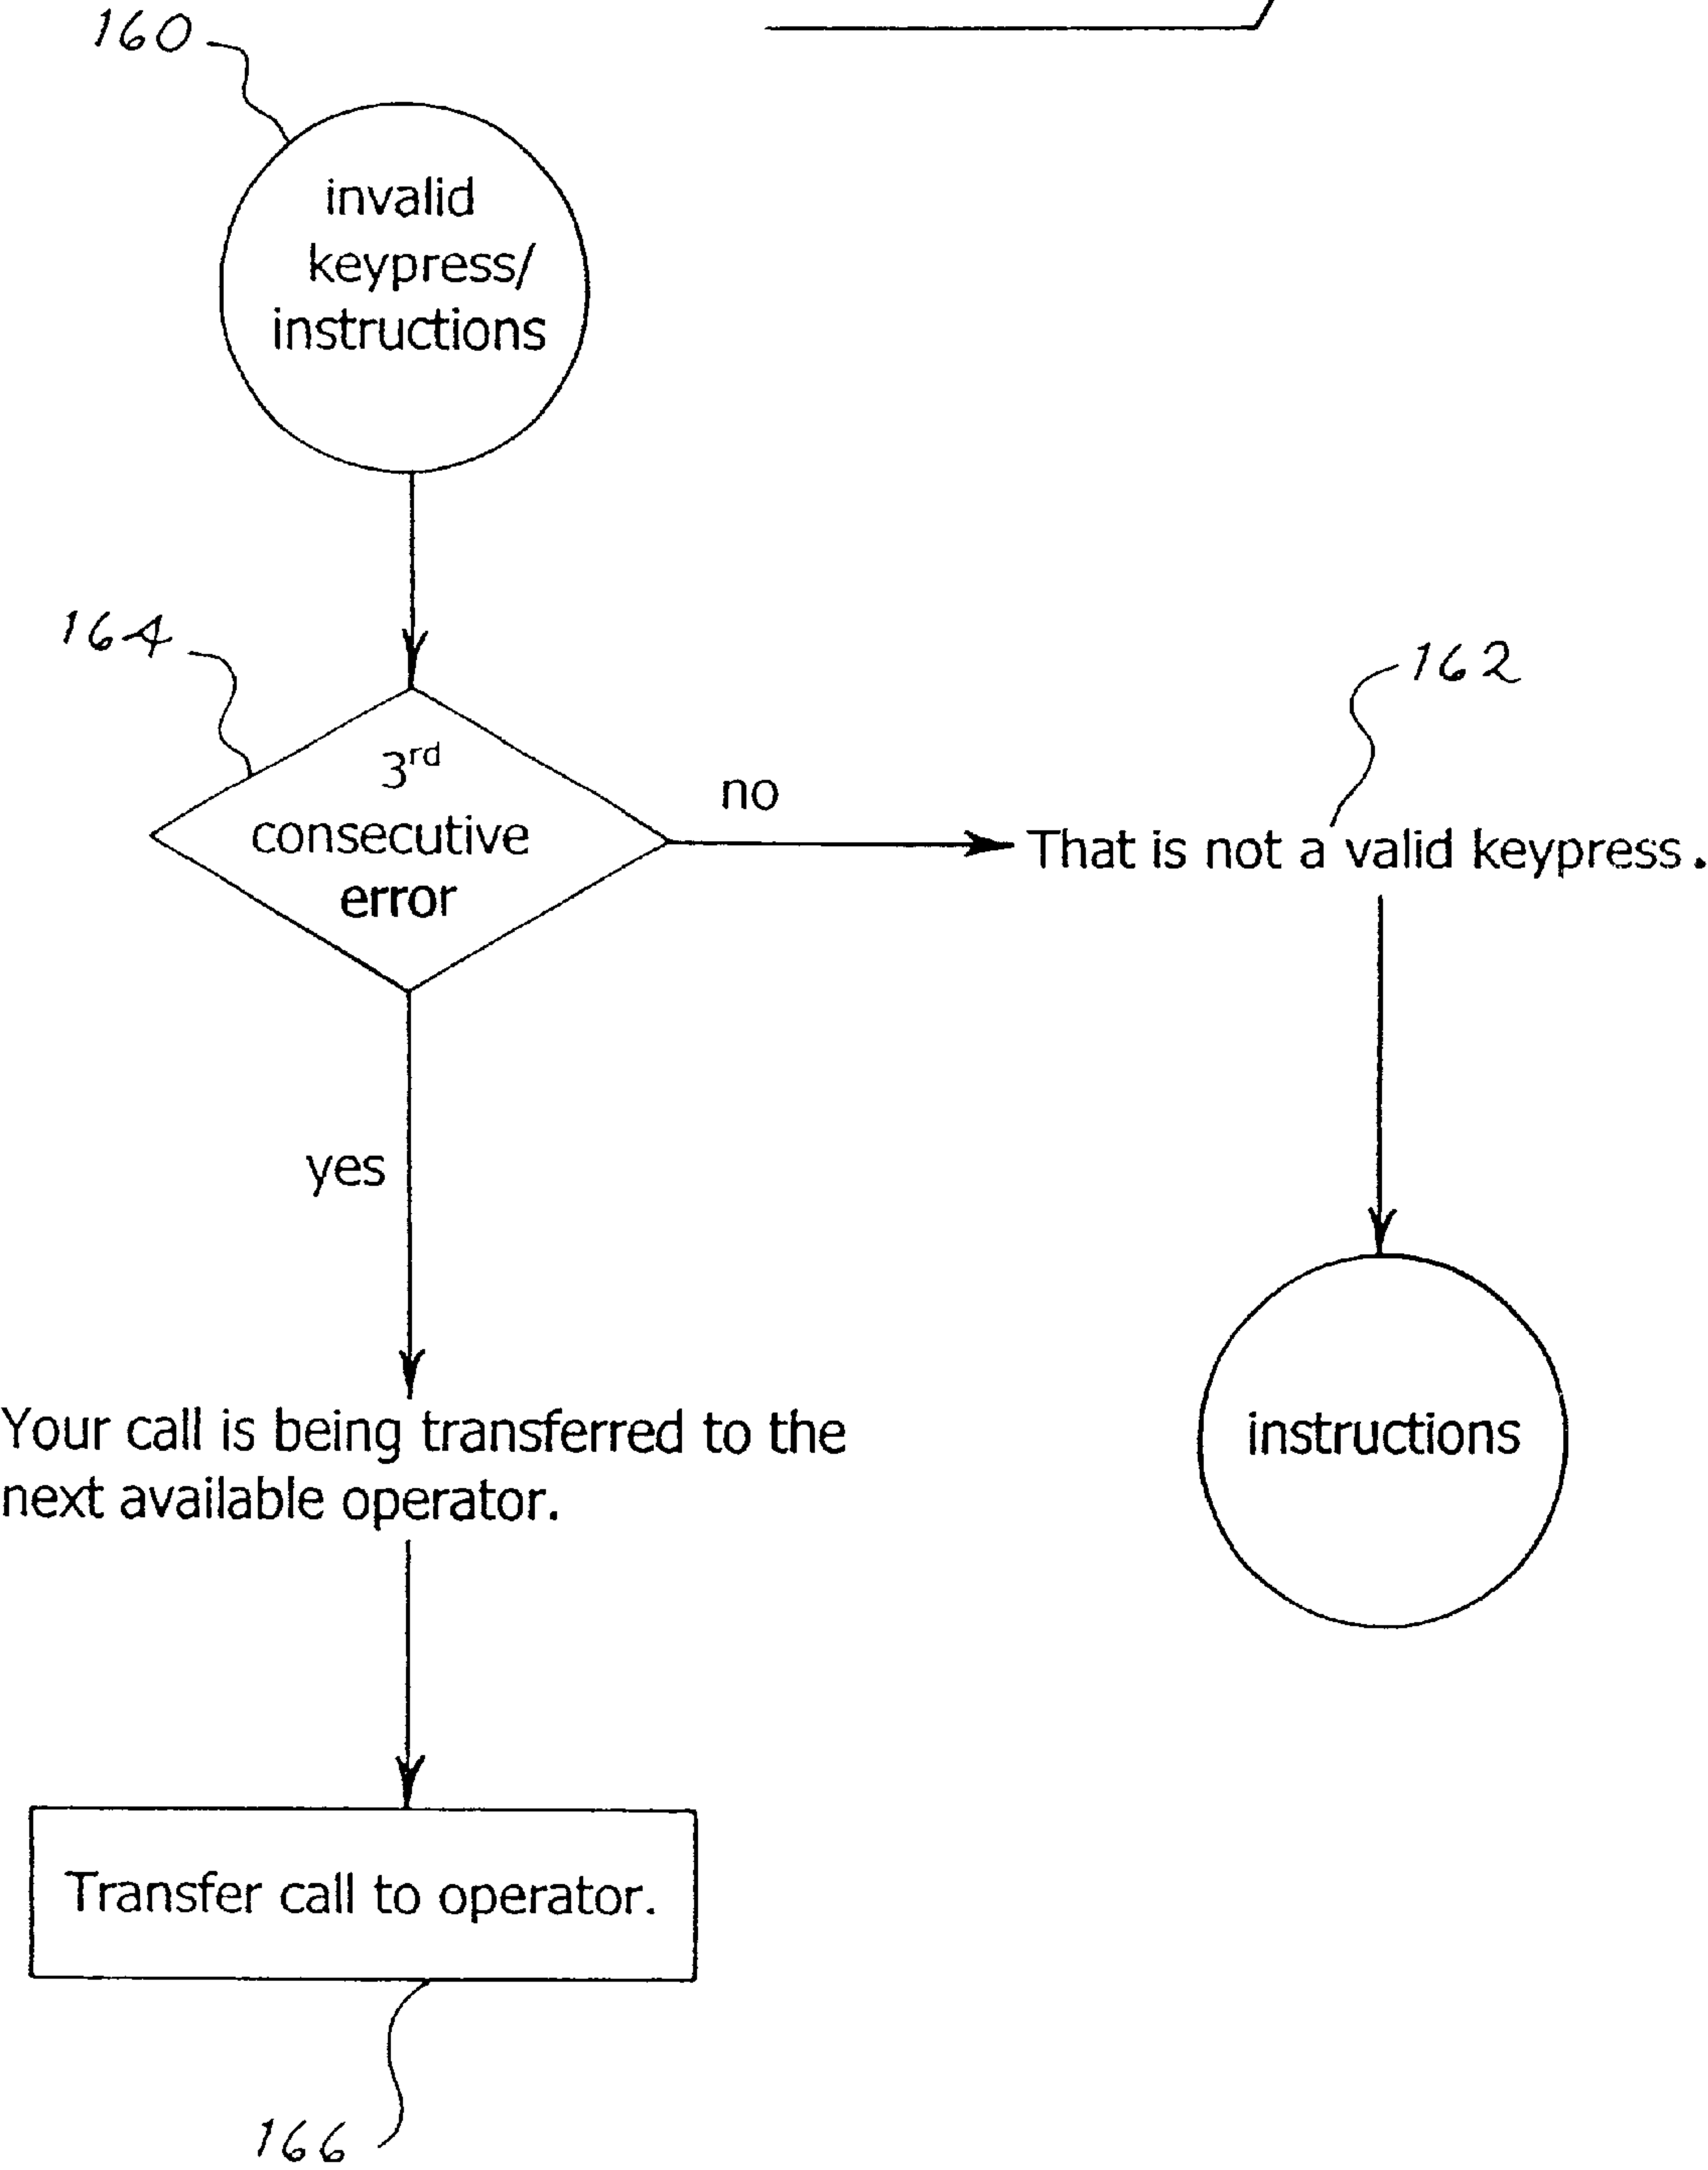 160
invalid
keypress/
instructions
164
3rd
consecutive
error
no
162
That is not a valid keypress.
yes
Your call is being transferred to the
next available operator.
instructions
Transfer call to operator.
166